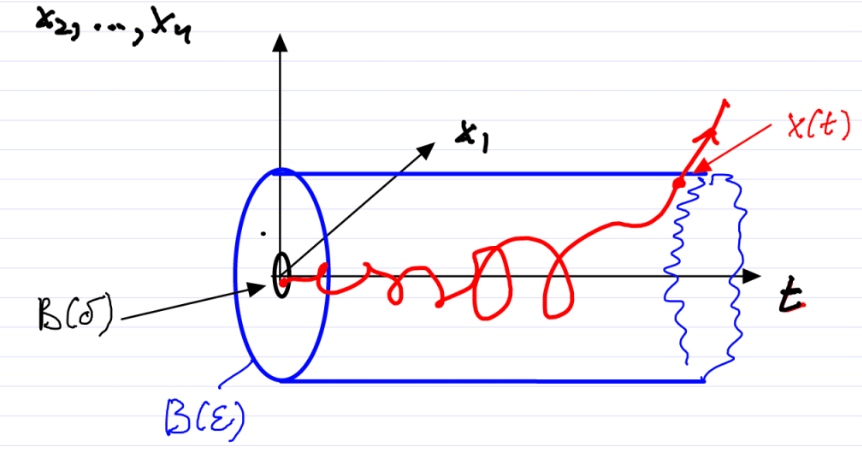 x₂, ..., xₙ
x₁
x(t)
t
B(δ)
B(ε)